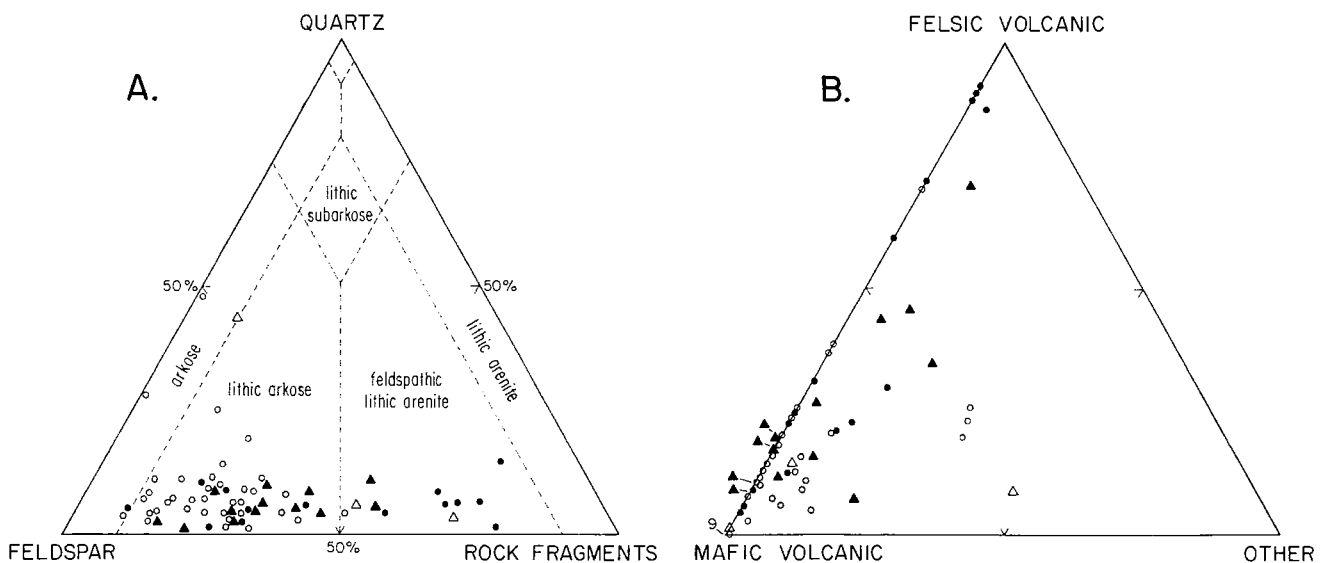 QUARTZ
A.
lithic
subarkose
50%
50%
arkose
lithic arkose
feldspathic
lithic arenite
lithic arenite
FELDSPAR
50%
ROCK FRAGMENTS
FELSIC VOLCANIC
B.
9
MAFIC VOLCANIC
OTHER